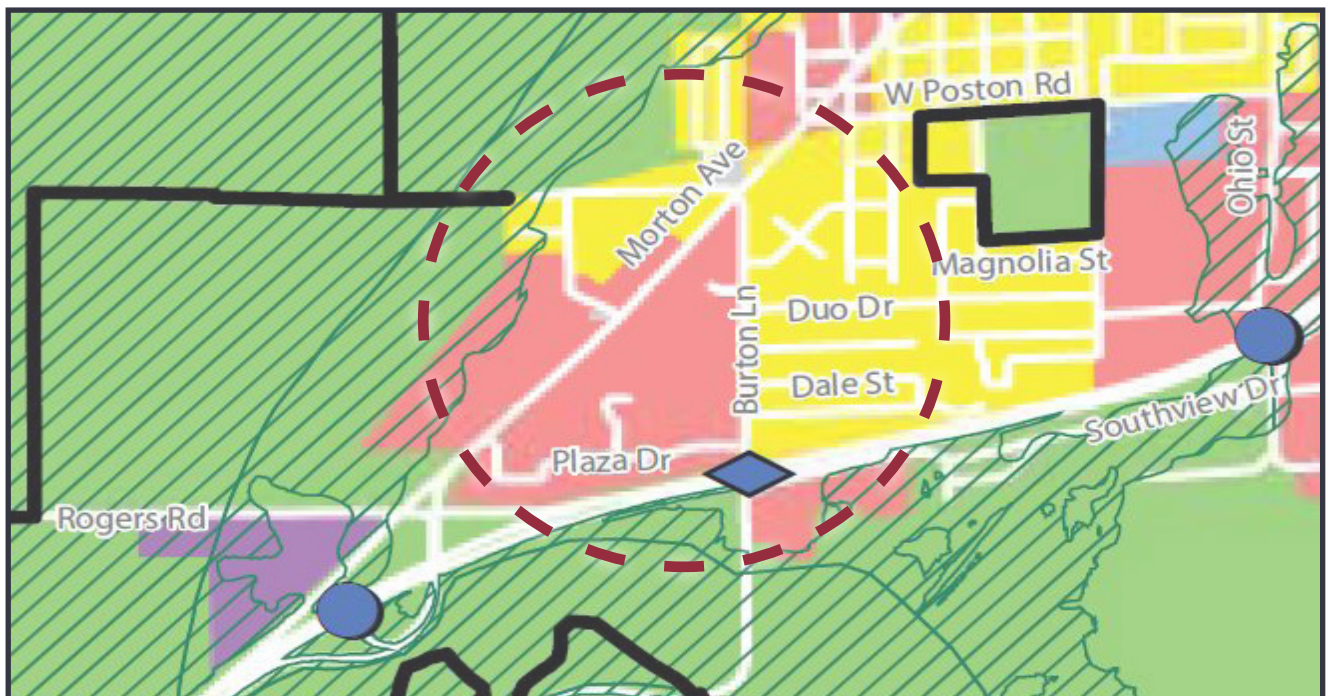 W Poston Rd
Ohio St
Morton Ave
Magnolia St
Burton Ln
Duo Dr
Dale St
Southview Dr
Plaza Dr
Rogers Rd